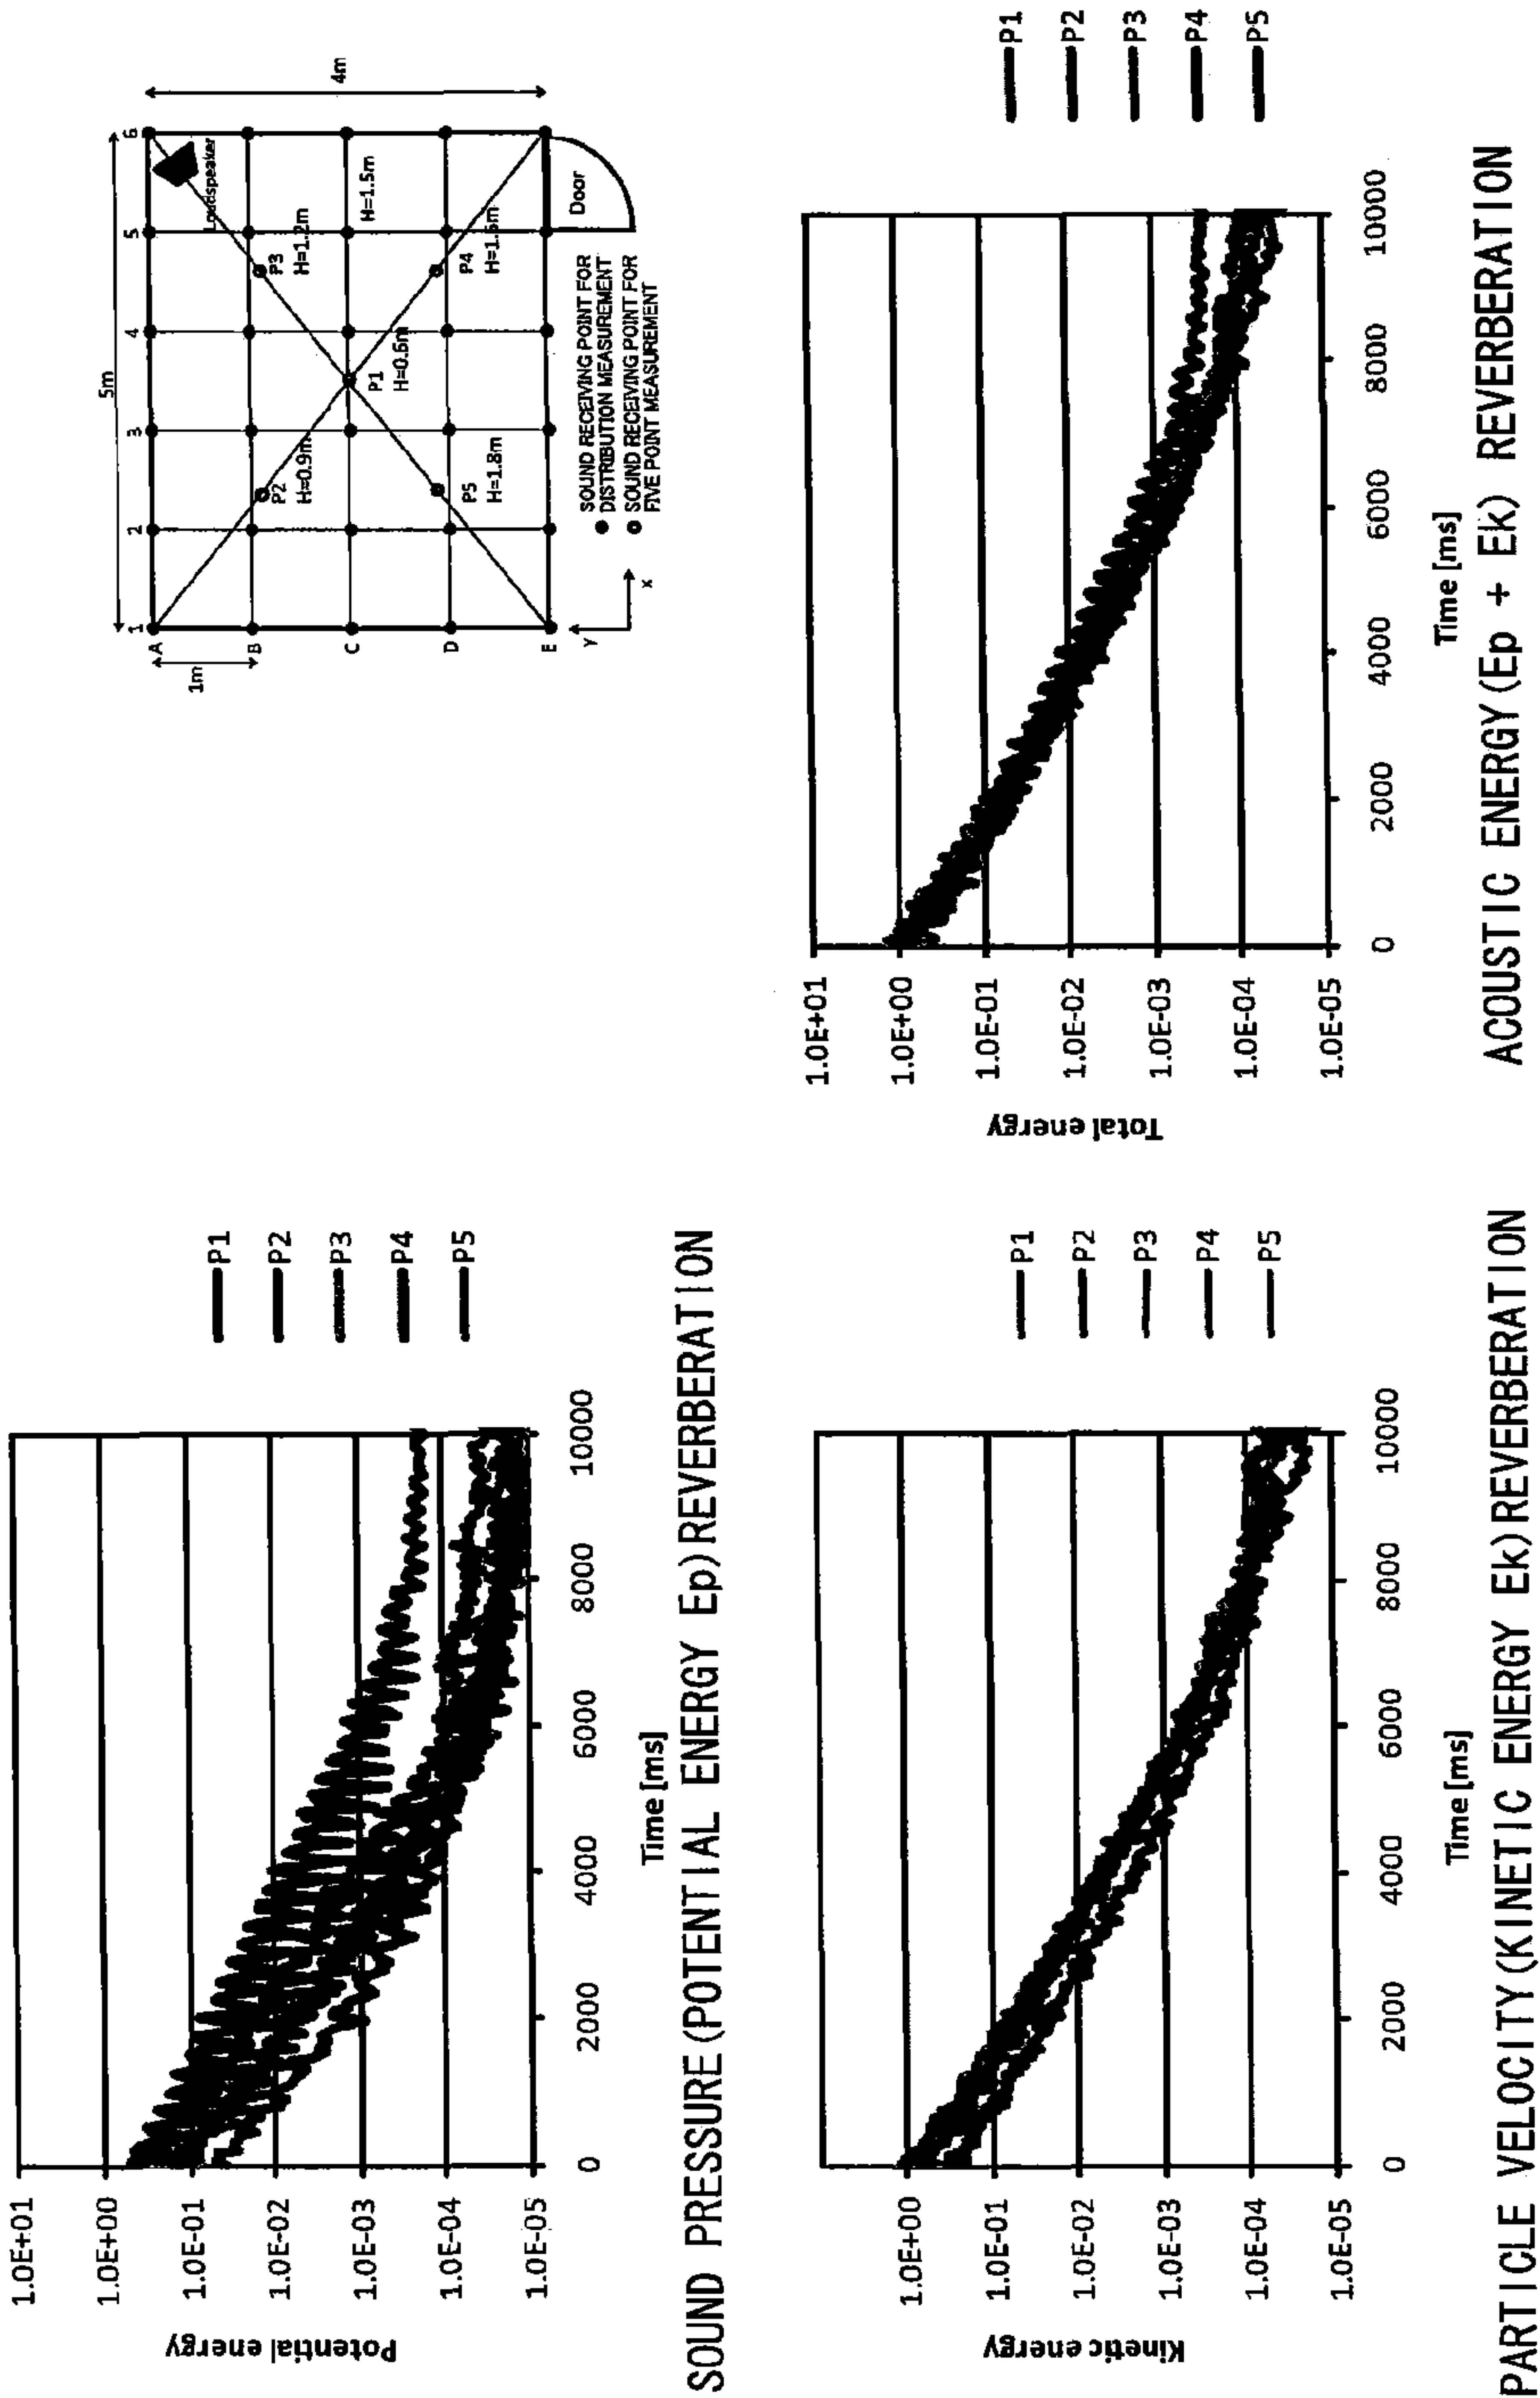 1.0E+01
1.0E+00
1.0E-01
1.0E-02
1.0E-03
1.0E-04
1.0E-05
Potential energy
0 2000 4000 6000 8000 10000
Time [ms]
P1
P2
P3
P4
P5
SOUND PRESSURE (POTENTIAL ENERGY Ep) REVERBERATION
5m
1 2 3 4 5 6
A
B
C
D
E
1m
4m
Loudspeaker
P2
H=0.9m
P3
H=1.2m
P1
H=0.6m
H=1.5m
P5
H=1.8m
P4
H=1.5m
Door
Y
x
SOUND RECEIVING POINT FOR
DISTRIBUTION MEASUREMENT
SOUND RECEIVING POINT FOR
FIVE POINT MEASUREMENT
1.0E+00
1.0E-01
1.0E-02
1.0E-03
1.0E-04
1.0E-05
Kinetic energy
0 2000 4000 6000 8000 10000
Time [ms]
P1
P2
P3
P4
P5
PARTICLE VELOCITY (KINETIC ENERGY Ek) REVERBERATION
1.0E+01
1.0E+00
1.0E-01
1.0E-02
1.0E-03
1.0E-04
1.0E-05
Total energy
0 2000 4000 6000 8000 10000
Time [ms]
P1
P2
P3
P4
P5
ACOUSTIC ENERGY (Ep + Ek) REVERBERATION